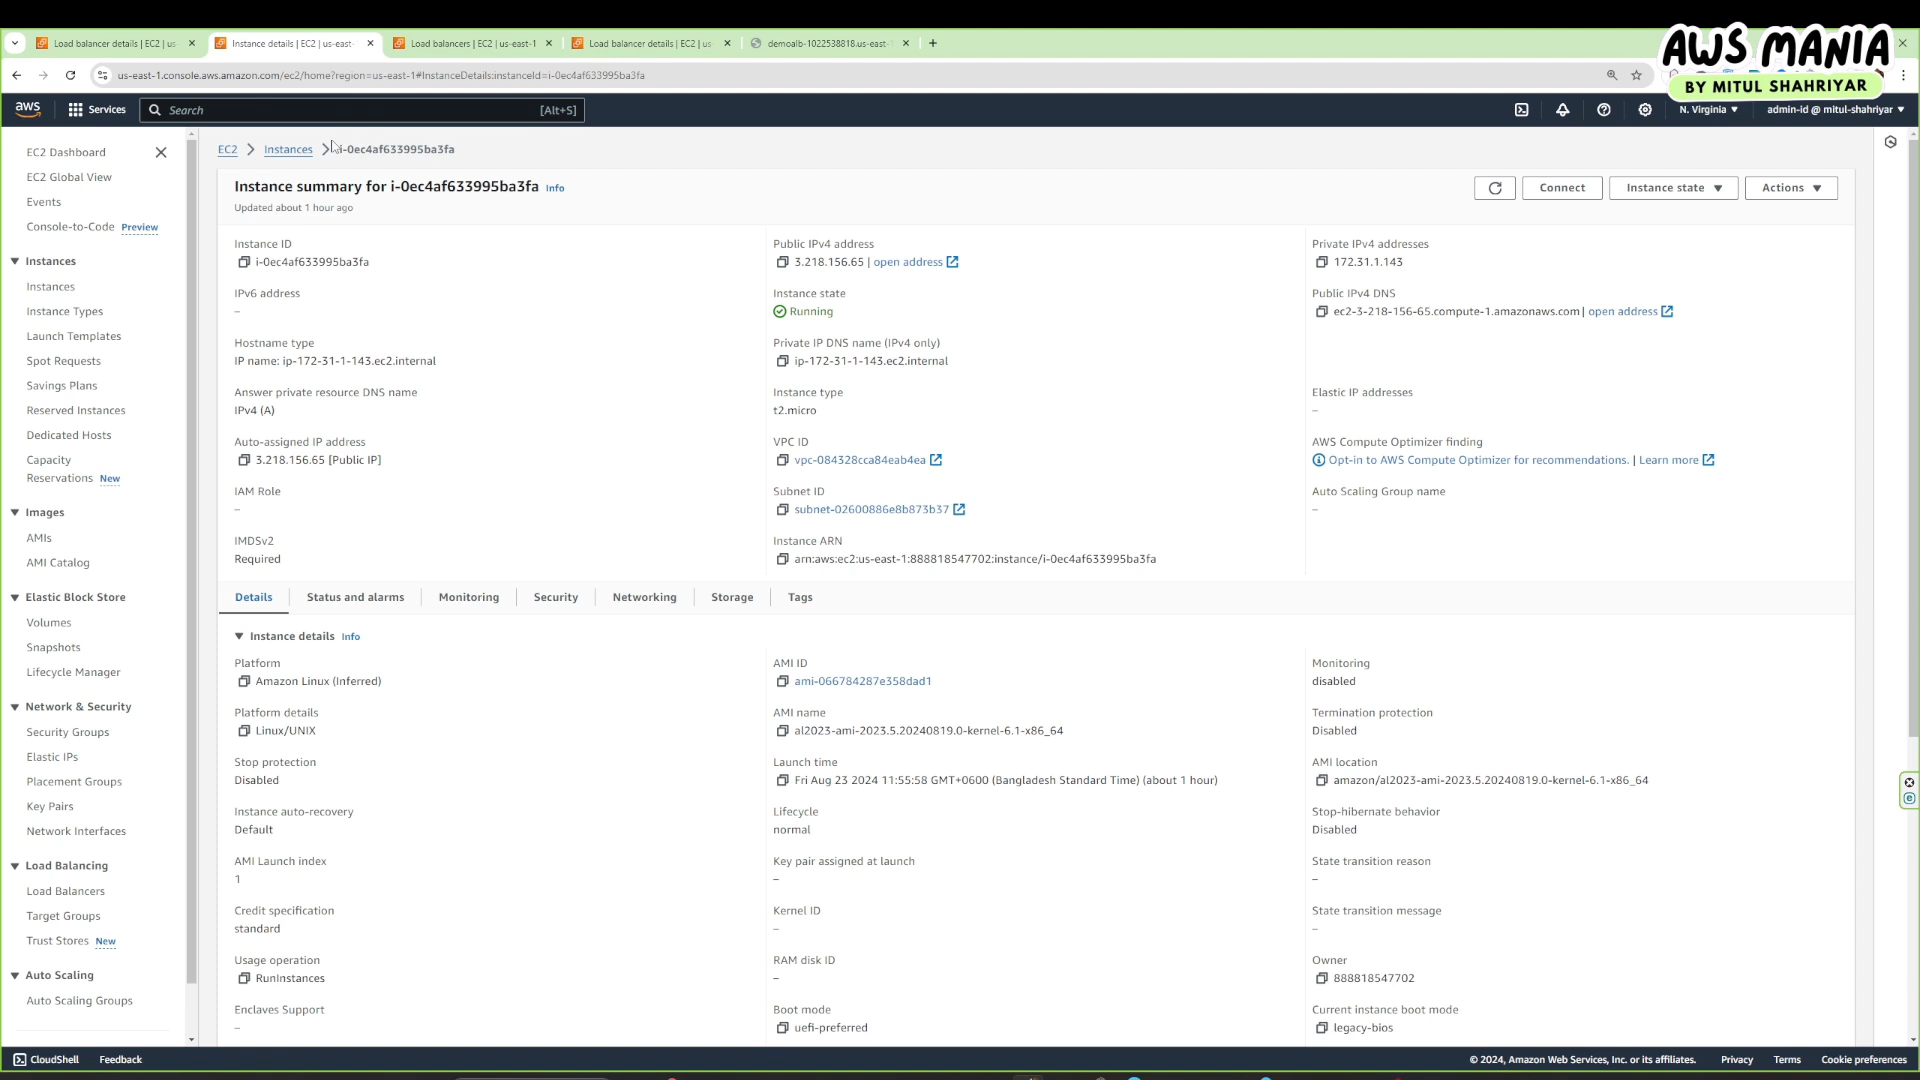 AWS MANIA
BY MITUL SHAHRIYAR
Load balancer details | EC2 | us-
Instance details | EC2 | us-east-
Load balancers | EC2 | us-east-1
Load balancer details | EC2 | us-
demoalb-1022538818.us-east-
us-east-1.console.aws.amazon.com/ec2/home?region=us-east-1#InstanceDetails:instanceId=i-0ec4af633995ba3fa
aws
Services
Search
[Alt+S]
N. Virginia
admin-id @ mitul-shahriyar
EC2 Dashboard
EC2 Global View
Events
Console-to-Code Preview
Instances
Instances
Instance Types
Launch Templates
Spot Requests
Savings Plans
Reserved Instances
Dedicated Hosts
Capacity
Reservations New
Images
AMIs
AMI Catalog
Elastic Block Store
Volumes
Snapshots
Lifecycle Manager
Network & Security
Security Groups
Elastic IPs
Placement Groups
Key Pairs
Network Interfaces
Load Balancing
Load Balancers
Target Groups
Trust Stores New
Auto Scaling
Auto Scaling Groups
EC2 > Instances > i-0ec4af633995ba3fa
Instance summary for i-0ec4af633995ba3fa Info
Updated about 1 hour ago
Connect
Instance state
Actions
Instance ID
i-0ec4af633995ba3fa
Public IPv4 address
3.218.156.65 | open address
Private IPv4 addresses
172.31.1.143
IPv6 address
–
Instance state
Running
Public IPv4 DNS
ec2-3-218-156-65.compute-1.amazonaws.com | open address
Hostname type
IP name: ip-172-31-1-143.ec2.internal
Private IP DNS name (IPv4 only)
ip-172-31-1-143.ec2.internal
Answer private resource DNS name
IPv4 (A)
Instance type
t2.micro
Elastic IP addresses
–
Auto-assigned IP address
3.218.156.65 [Public IP]
VPC ID
vpc-084328cca84eab4ea
AWS Compute Optimizer finding
Opt-in to AWS Compute Optimizer for recommendations. | Learn more
IAM Role
–
Subnet ID
subnet-02600886e8b873b37
Auto Scaling Group name
–
IMDSv2
Required
Instance ARN
arn:aws:ec2:us-east-1:888818547702:instance/i-0ec4af633995ba3fa
Details
Status and alarms
Monitoring
Security
Networking
Storage
Tags
Instance details Info
Platform
Amazon Linux (Inferred)
AMI ID
ami-066784287e358dad1
Monitoring
disabled
Platform details
Linux/UNIX
AMI name
al2023-ami-2023.5.20240819.0-kernel-6.1-x86_64
Termination protection
Disabled
Stop protection
Disabled
Launch time
Fri Aug 23 2024 11:55:58 GMT+0600 (Bangladesh Standard Time) (about 1 hour)
AMI location
amazon/al2023-ami-2023.5.20240819.0-kernel-6.1-x86_64
Instance auto-recovery
Default
Lifecycle
normal
Stop-hibernate behavior
Disabled
AMI Launch index
1
Key pair assigned at launch
–
State transition reason
–
Credit specification
standard
Kernel ID
–
State transition message
–
Usage operation
RunInstances
RAM disk ID
–
Owner
888818547702
Enclaves Support
–
Boot mode
uefi-preferred
Current instance boot mode
legacy-bios
CloudShell
Feedback
© 2024, Amazon Web Services, Inc. or its affiliates.
Privacy
Terms
Cookie preferences